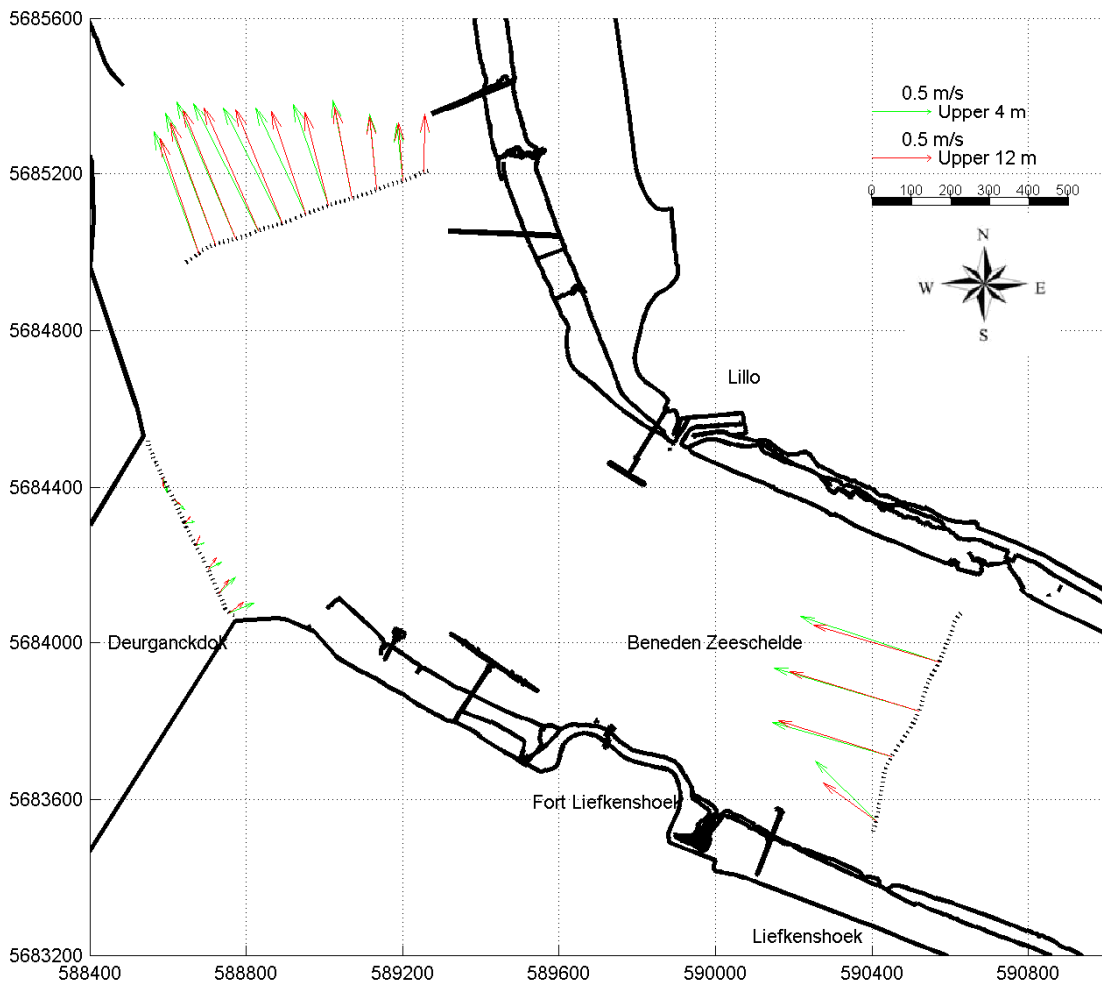 5685600
5685200
5684800
5684400
5684000
5683600
5683200
588400
588800
589200
589600
590000
590400
590800
0.5 m/s
Upper 4 m
0.5 m/s
Upper 12 m
0 100 200 300 400 500
N
W E
S
Lillo
Deurganckdok
Beneden Zeeschelde
Fort Liefkenshoek
Liefkenshoek